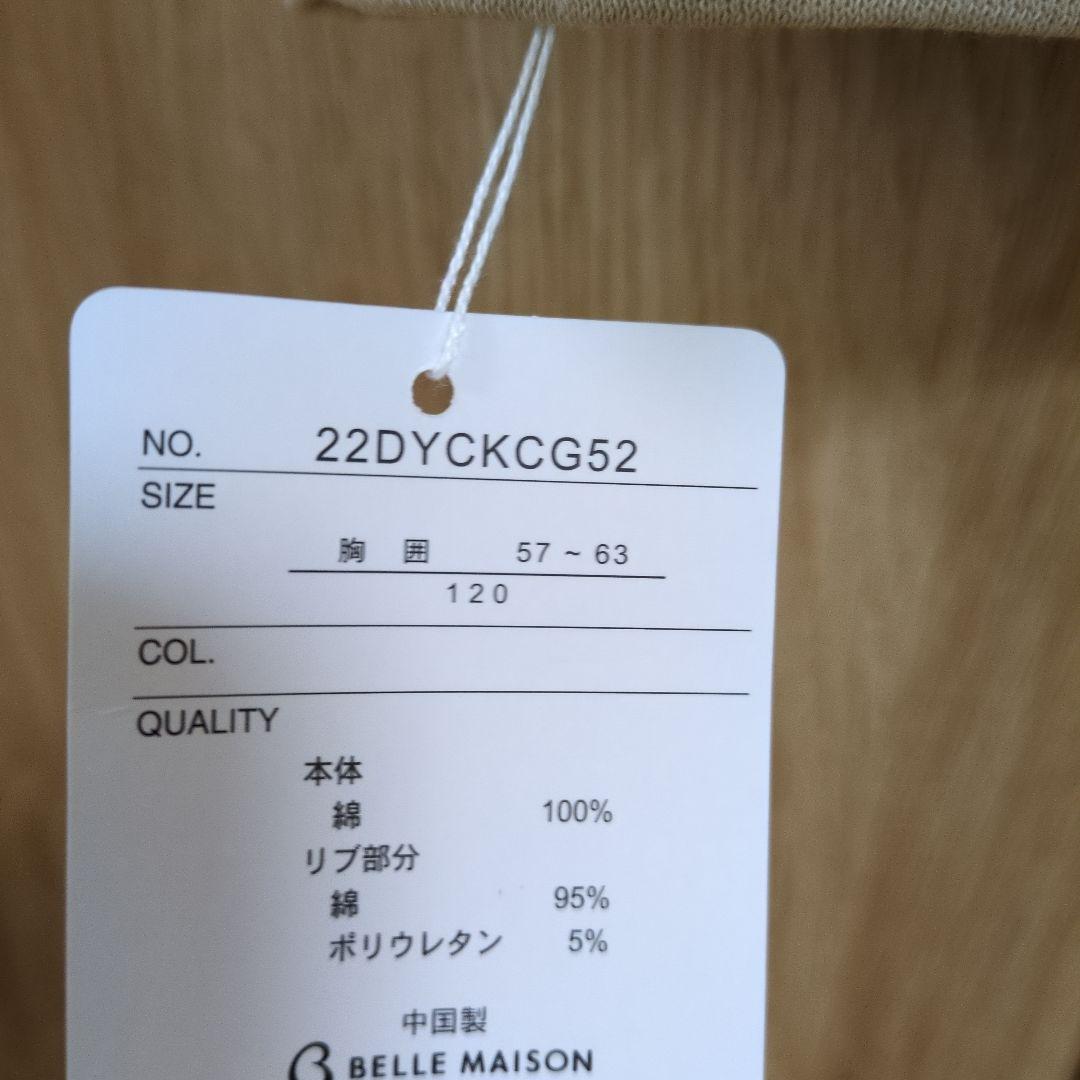 NO. 22DYCKCG52
SIZE
胸 囲 57 ~ 63
120
COL.
QUALITY
本体
綿 100%
リブ部分
綿 95%
ポリウレタン 5%
中国製
BELLE MAISON